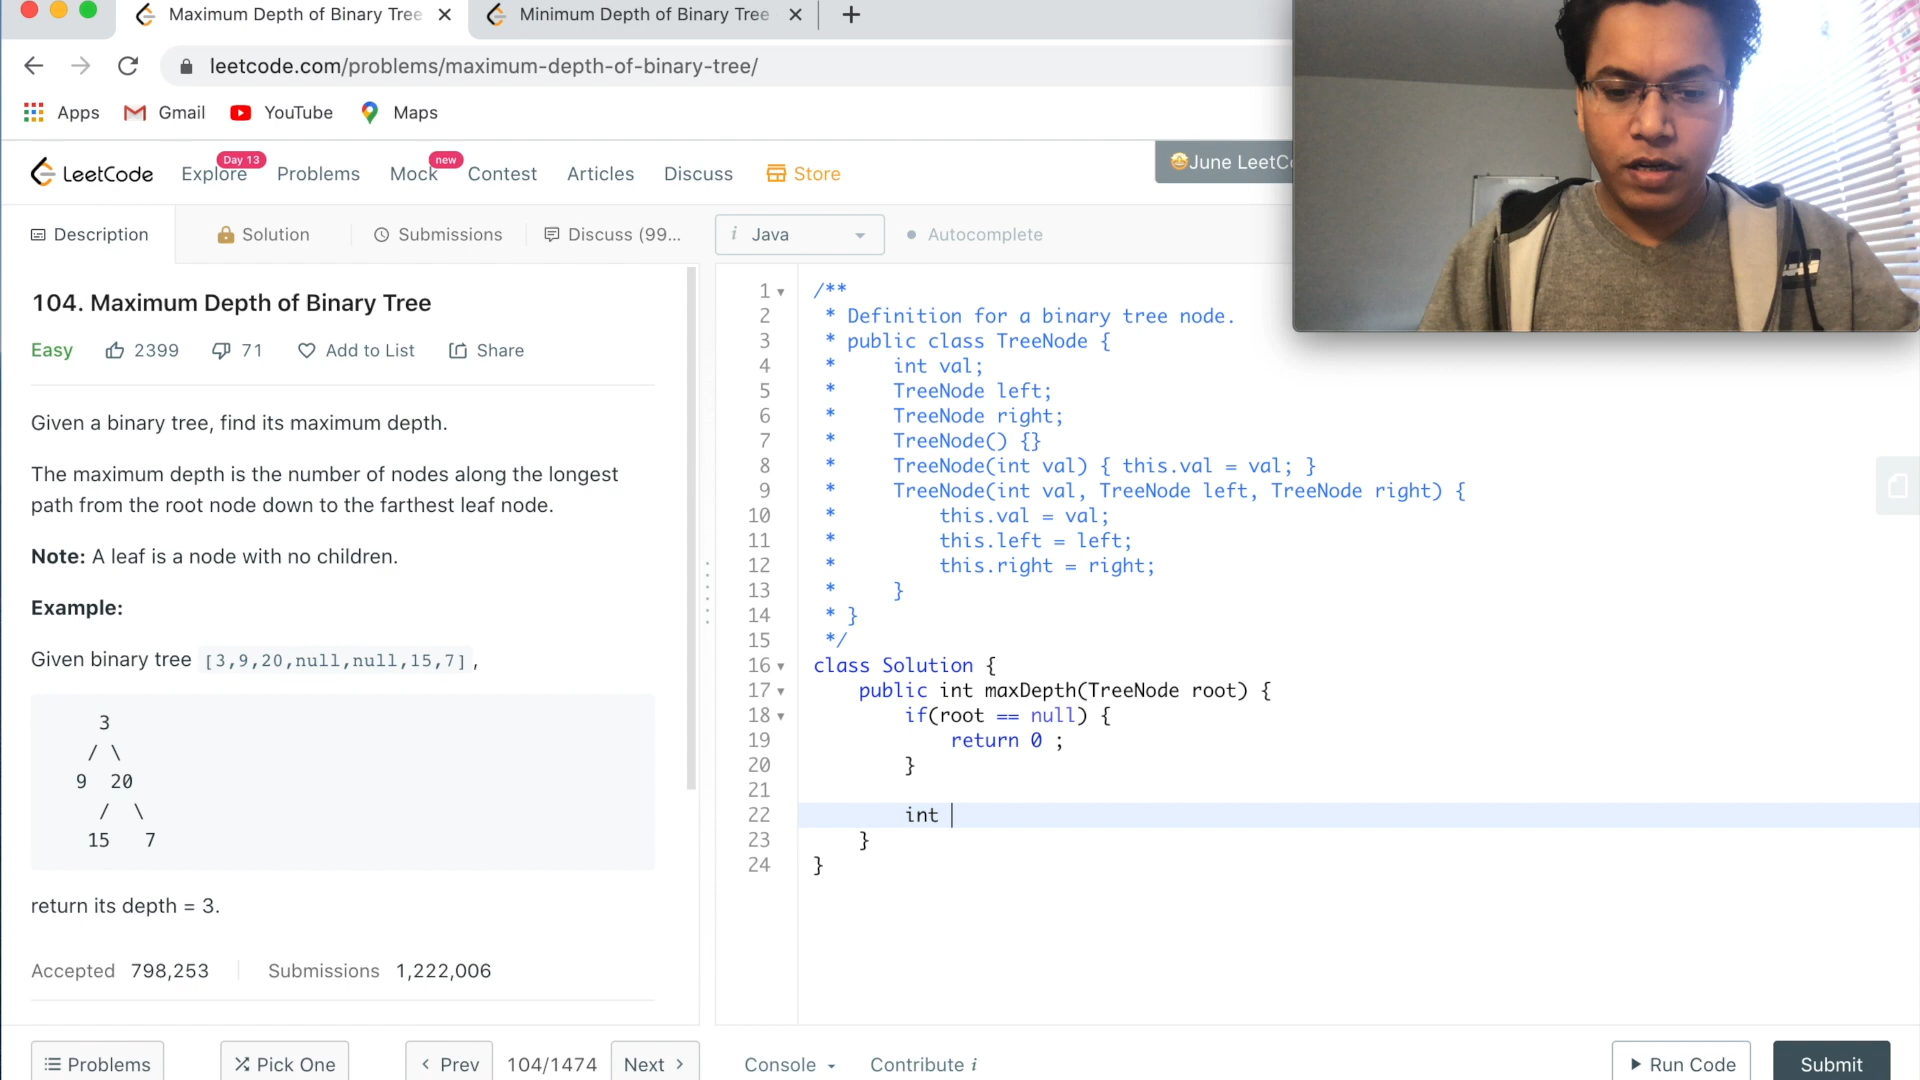 Maximum Depth of Binary Tree
Minimum Depth of Binary Tree
leetcode.com/problems/maximum-depth-of-binary-tree/
Apps Gmail YouTube Maps
LeetCode Explore Day 13 Problems Mock new Contest Articles Discuss Store
🤩June LeetCo
Description Solution Submissions Discuss (99...
i Java Autocomplete
104. Maximum Depth of Binary Tree
Easy 2399 71 Add to List Share
Given a binary tree, find its maximum depth.
The maximum depth is the number of nodes along the longest
path from the root node down to the farthest leaf node.
Note: A leaf is a node with no children.
Example:
Given binary tree [3,9,20,null,null,15,7],
3
/ \
9 20
/ \
15 7
return its depth = 3.
Accepted 798,253 Submissions 1,222,006
Problems Pick One < Prev 104/1474 Next >
1 /**
2 * Definition for a binary tree node.
3 * public class TreeNode {
4 * int val;
5 * TreeNode left;
6 * TreeNode right;
7 * TreeNode() {}
8 * TreeNode(int val) { this.val = val; }
9 * TreeNode(int val, TreeNode left, TreeNode right) {
10 * this.val = val;
11 * this.left = left;
12 * this.right = right;
13 * }
14 * }
15 */
16 class Solution {
17 public int maxDepth(TreeNode root) {
18 if(root == null) {
19 return 0 ;
20 }
21
22 int
23 }
24 }
Console Contribute i Run Code Submit